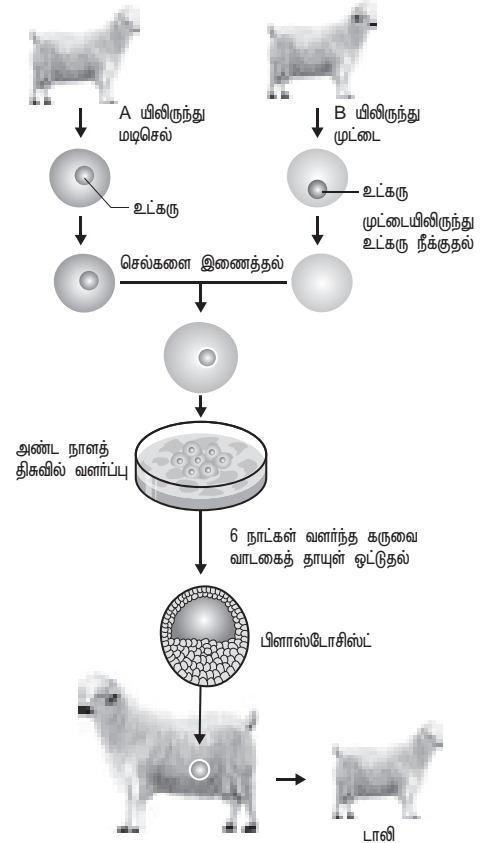 A யிலிருந்து
மடிசெல்
B யிலிருந்து
முட்டை
உட்கரு
உட்கரு
முட்டையிலிருந்து
உட்கரு நீக்குதல்
செல்களை இணைத்தல்
அண்ட நாளத்
திசுவில் வளர்ப்பு
6 நாட்கள் வளர்ந்த கருவை
வாடகைத் தாயுள் ஒட்டுதல்
பிளாஸ்டோசிஸ்ட்
டாலி